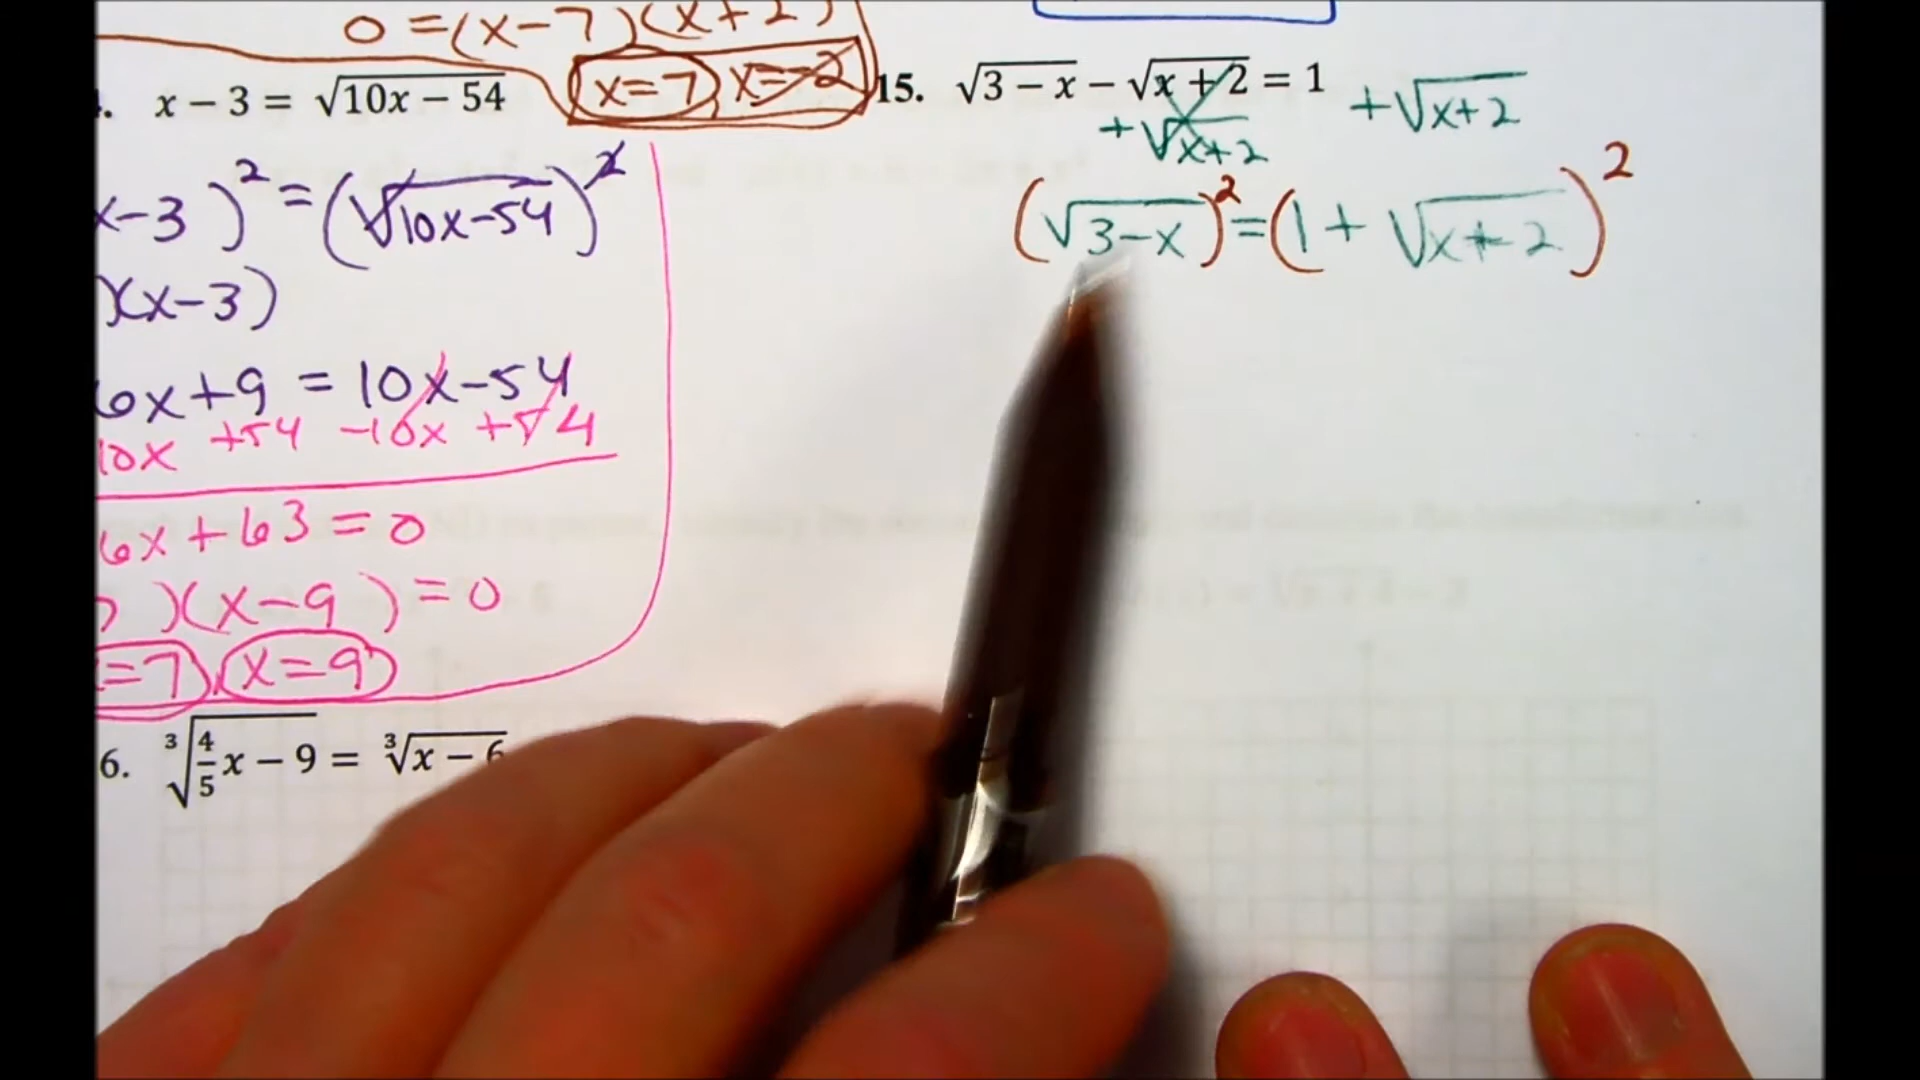 0 = (x-7)(x+2)
x=7, x=-2
. x − 3 = √(10x − 54)
x-3 )² = (√(10x-54))²
)(x-3)
6x+9 = 10x-54
10x +54 -10x +54
6x+63=0
)(x-9)=0
=7, x=9
6. ∛(4/5 x − 9) = ∛(x − 6
15. √(3 − x) − √(x + 2) = 1 +√(x+2)
+√(x+2)
(√(3-x))² = (1 + √(x+2))²